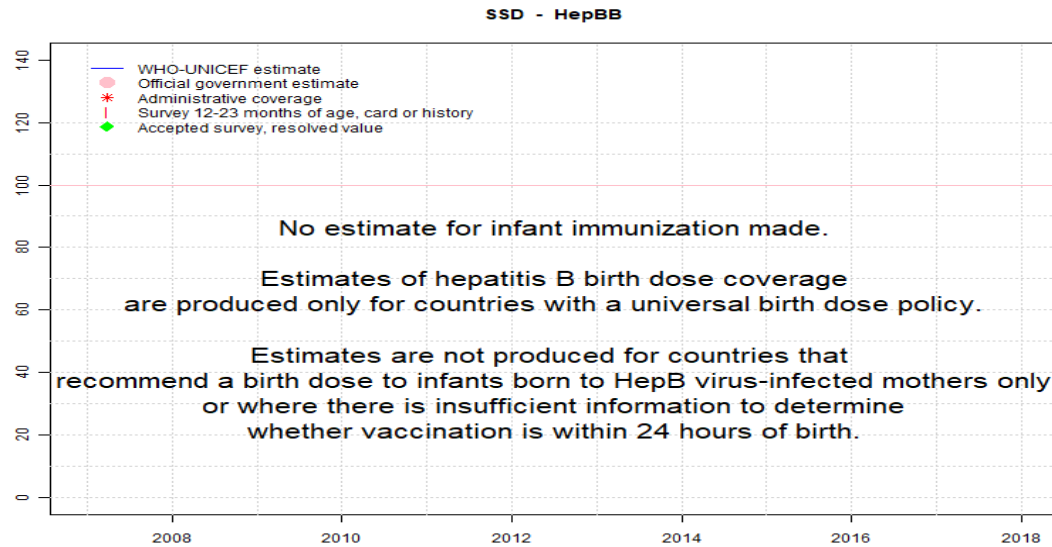 SSD - HepBB
WHO-UNICEF estimate
Official government estimate
Administrative coverage
Survey 12-23 months of age, card or history
Accepted survey, resolved value
140
120
100
80
60
40
20
0
No estimate for infant immunization made.
Estimates of hepatitis B birth dose coverage
are produced only for countries with a universal birth dose policy.
Estimates are not produced for countries that
recommend a birth dose to infants born to HepB virus-infected mothers only
or where there is insufficient information to determine
whether vaccination is within 24 hours of birth.
2008 2010 2012 2014 2016 2018